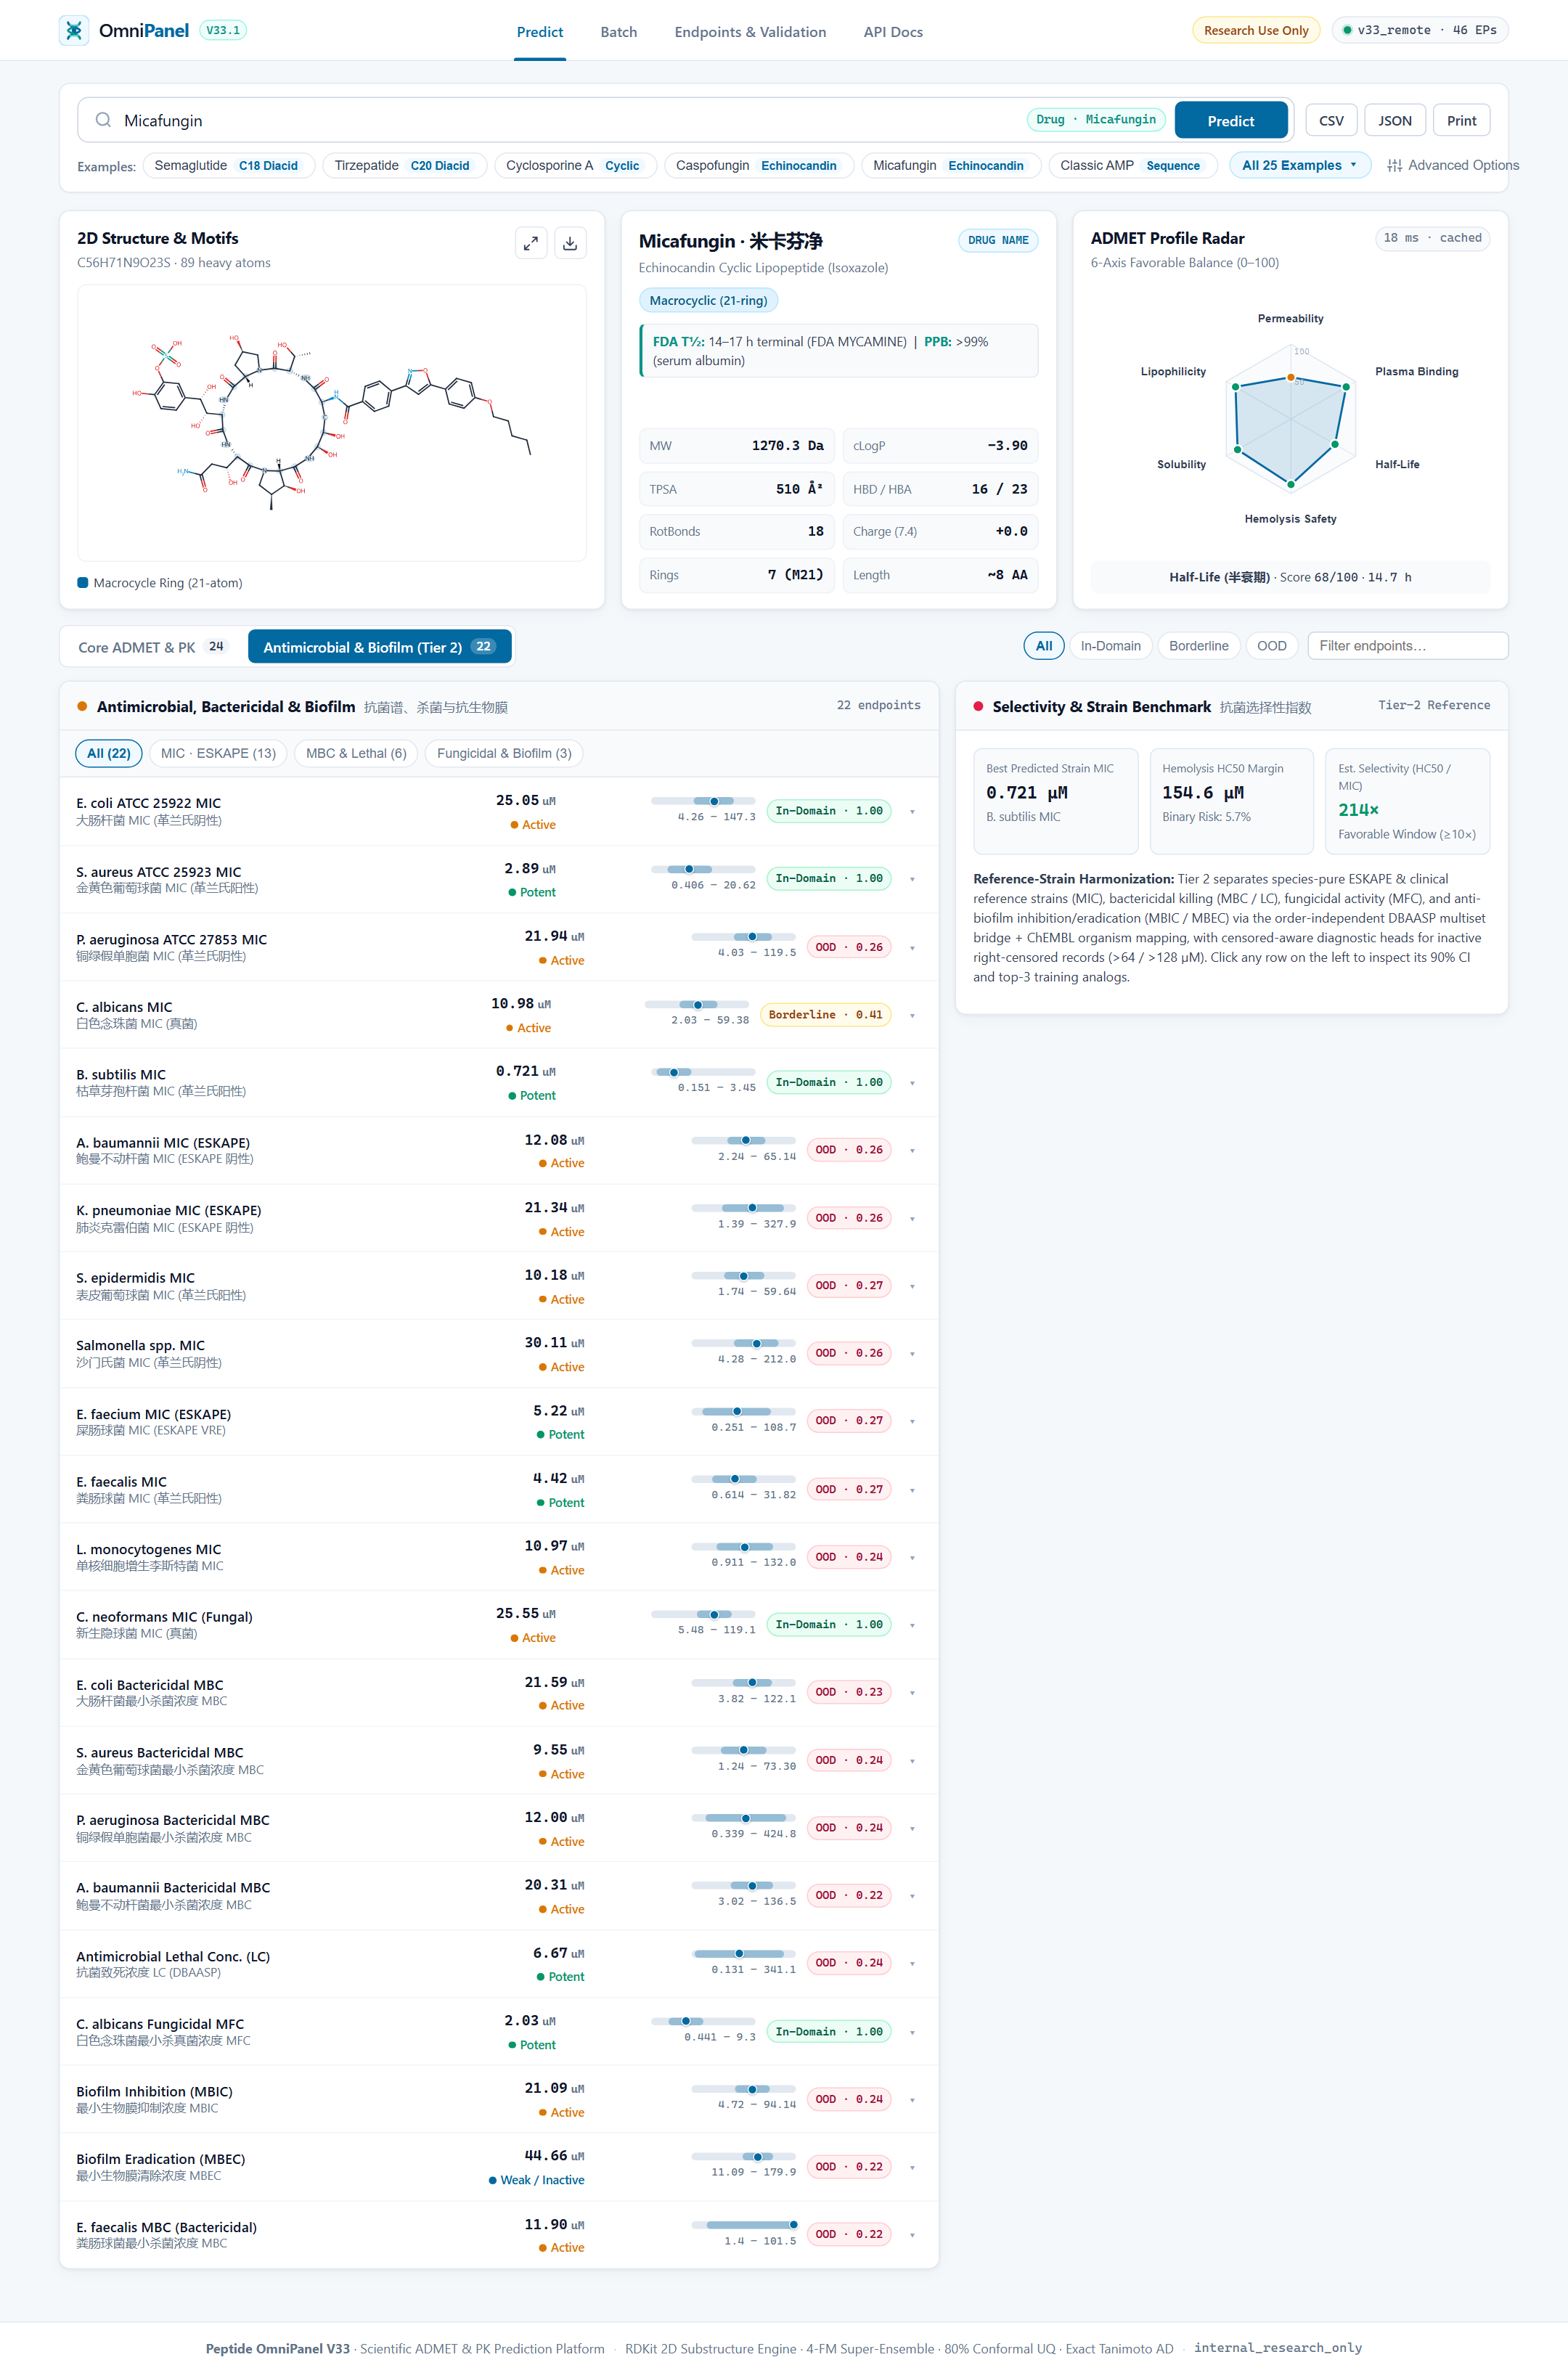 OmniPanel V33.1
Predict
Batch
Endpoints & Validation
API Docs
Research Use Only
v33_remote · 46 EPs
Micafungin
Drug · Micafungin
Predict
CSV
JSON
Print
Examples:
Semaglutide C18 Diacid
Tirzepatide C20 Diacid
Cyclosporine A Cyclic
Caspofungin Echinocandin
Micafungin Echinocandin
Classic AMP Sequence
All 25 Examples
Advanced Options
2D Structure & Motifs
C56H71N9O23S · 89 heavy atoms
Macrocycle Ring (21-atom)
Micafungin · 米卡芬净
DRUG NAME
Echinocandin Cyclic Lipopeptide (Isoxazole)
Macrocyclic (21-ring)
FDA T½: 14–17 h terminal (FDA MYCAMINE) | PPB: >99%
(serum albumin)
MW 1270.3 Da
cLogP −3.90
TPSA 510 Å²
HBD / HBA 16 / 23
RotBonds 18
Charge (7.4) +0.0
Rings 7 (M21)
Length ~8 AA
ADMET Profile Radar
18 ms · cached
6-Axis Favorable Balance (0–100)
Permeability
100
50
Lipophilicity
Plasma Binding
Solubility
Half-Life
Hemolysis Safety
Half-Life (半衰期) · Score 68/100 · 14.7 h
Core ADMET & PK 24
Antimicrobial & Biofilm (Tier 2) 22
All
In-Domain
Borderline
OOD
Filter endpoints…
Antimicrobial, Bactericidal & Biofilm 抗菌谱、杀菌与抗生物膜
22 endpoints
All (22)
MIC · ESKAPE (13)
MBC & Lethal (6)
Fungicidal & Biofilm (3)
E. coli ATCC 25922 MIC
大肠杆菌 MIC (革兰氏阴性)
25.05 uM
Active
4.26 – 147.3
In-Domain · 1.00
S. aureus ATCC 25923 MIC
金黄色葡萄球菌 MIC (革兰氏阳性)
2.89 uM
Potent
0.406 – 20.62
In-Domain · 1.00
P. aeruginosa ATCC 27853 MIC
铜绿假单胞菌 MIC (革兰氏阴性)
21.94 uM
Active
4.03 – 119.5
OOD · 0.26
C. albicans MIC
白色念珠菌 MIC (真菌)
10.98 uM
Active
2.03 – 59.38
Borderline · 0.41
B. subtilis MIC
枯草芽孢杆菌 MIC (革兰氏阳性)
0.721 uM
Potent
0.151 – 3.45
In-Domain · 1.00
A. baumannii MIC (ESKAPE)
鲍曼不动杆菌 MIC (ESKAPE 阴性)
12.08 uM
Active
2.24 – 65.14
OOD · 0.26
K. pneumoniae MIC (ESKAPE)
肺炎克雷伯菌 MIC (ESKAPE 阴性)
21.34 uM
Active
1.39 – 327.9
OOD · 0.26
S. epidermidis MIC
表皮葡萄球菌 MIC (革兰氏阳性)
10.18 uM
Active
1.74 – 59.64
OOD · 0.27
Salmonella spp. MIC
沙门氏菌 MIC (革兰氏阴性)
30.11 uM
Active
4.28 – 212.0
OOD · 0.26
E. faecium MIC (ESKAPE)
屎肠球菌 MIC (ESKAPE VRE)
5.22 uM
Potent
0.251 – 108.7
OOD · 0.27
E. faecalis MIC
粪肠球菌 MIC (革兰氏阳性)
4.42 uM
Potent
0.614 – 31.82
OOD · 0.27
L. monocytogenes MIC
单核细胞增生李斯特菌 MIC
10.97 uM
Active
0.911 – 132.0
OOD · 0.24
C. neoformans MIC (Fungal)
新生隐球菌 MIC (真菌)
25.55 uM
Active
5.48 – 119.1
In-Domain · 1.00
E. coli Bactericidal MBC
大肠杆菌最小杀菌浓度 MBC
21.59 uM
Active
3.82 – 122.1
OOD · 0.23
S. aureus Bactericidal MBC
金黄色葡萄球菌最小杀菌浓度 MBC
9.55 uM
Active
1.24 – 73.30
OOD · 0.24
P. aeruginosa Bactericidal MBC
铜绿假单胞菌最小杀菌浓度 MBC
12.00 uM
Active
0.339 – 424.8
OOD · 0.24
A. baumannii Bactericidal MBC
鲍曼不动杆菌最小杀菌浓度 MBC
20.31 uM
Active
3.02 – 136.5
OOD · 0.22
Antimicrobial Lethal Conc. (LC)
抗菌致死浓度 LC (DBAASP)
6.67 uM
Potent
0.131 – 341.1
OOD · 0.24
C. albicans Fungicidal MFC
白色念珠菌最小杀真菌浓度 MFC
2.03 uM
Potent
0.441 – 9.3
In-Domain · 1.00
Biofilm Inhibition (MBIC)
最小生物膜抑制浓度 MBIC
21.09 uM
Active
4.72 – 94.14
OOD · 0.24
Biofilm Eradication (MBEC)
最小生物膜清除浓度 MBEC
44.66 uM
Weak / Inactive
11.09 – 179.9
OOD · 0.22
E. faecalis MBC (Bactericidal)
粪肠球菌最小杀菌浓度 MBC
11.90 uM
Active
1.4 – 101.5
OOD · 0.22
Selectivity & Strain Benchmark 抗菌选择性指数
Tier-2 Reference
Best Predicted Strain MIC
0.721 μM
B. subtilis MIC
Hemolysis HC50 Margin
154.6 μM
Binary Risk: 5.7%
Est. Selectivity (HC50 /
MIC)
214×
Favorable Window (≥10×)
Reference-Strain Harmonization: Tier 2 separates species-pure ESKAPE & clinical
reference strains (MIC), bactericidal killing (MBC / LC), fungicidal activity (MFC), and anti-
biofilm inhibition/eradication (MBIC / MBEC) via the order-independent DBAASP multiset
bridge + ChEMBL organism mapping, with censored-aware diagnostic heads for inactive
right-censored records (>64 / >128 μM). Click any row on the left to inspect its 90% CI
and top-3 training analogs.
Peptide OmniPanel V33 · Scientific ADMET & PK Prediction Platform · RDKit 2D Substructure Engine · 4-FM Super-Ensemble · 80% Conformal UQ · Exact Tanimoto AD · internal_research_only